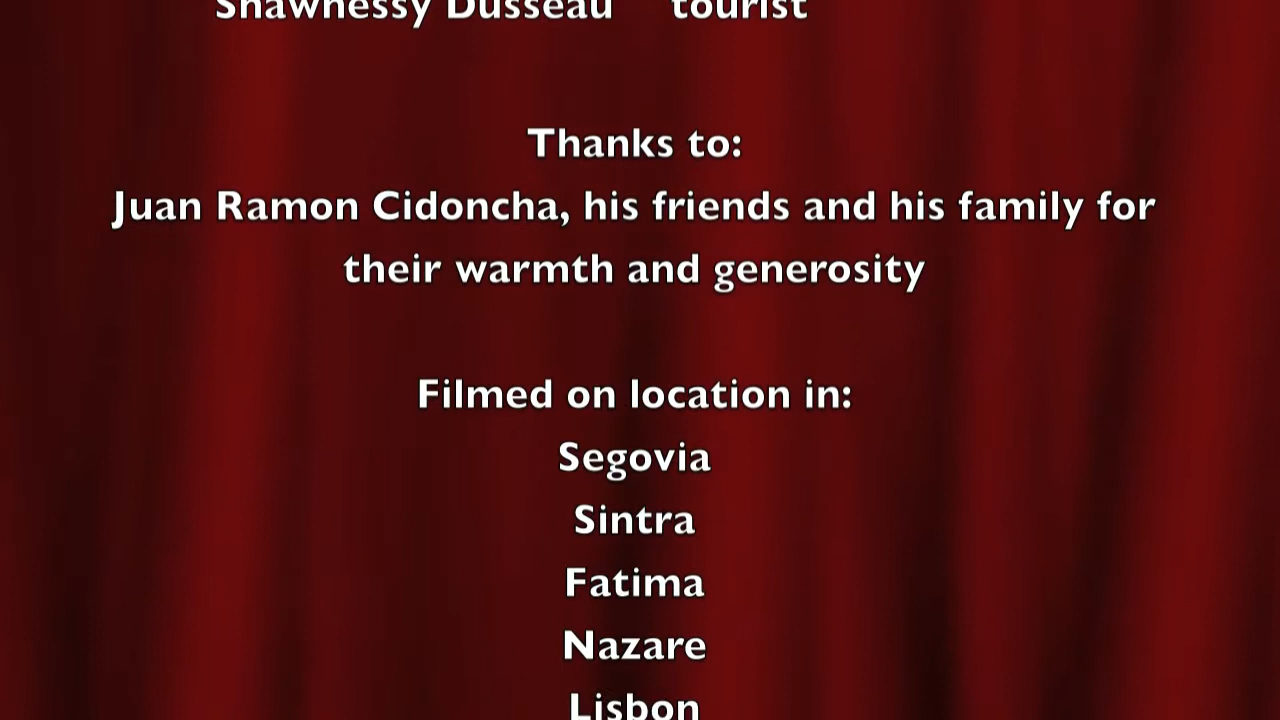 Shawnessy Dusseau tourist
Thanks to:
Juan Ramon Cidoncha, his friends and his family for
their warmth and generosity
Filmed on location in:
Segovia
Sintra
Fatima
Nazare
Lisbon